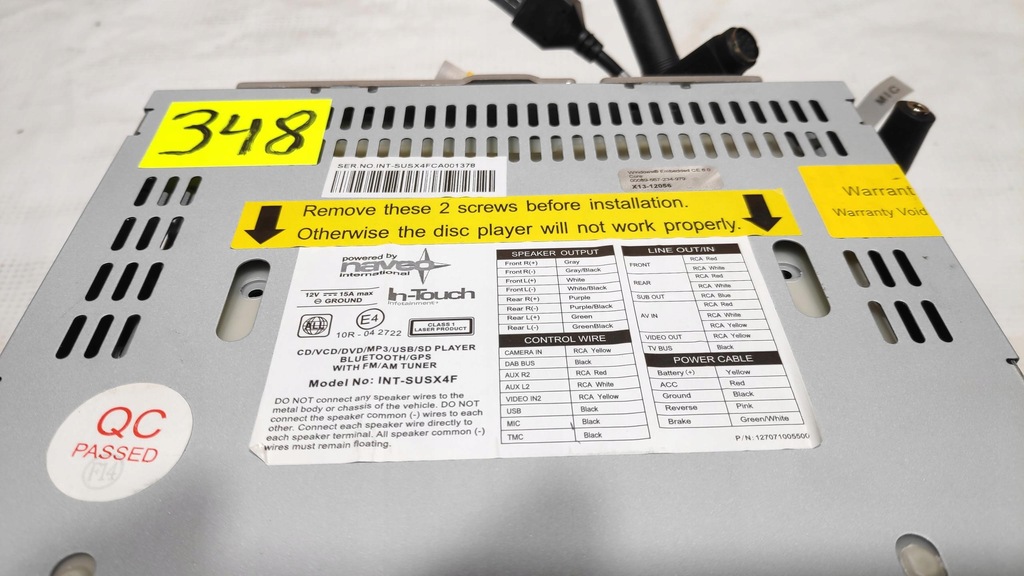 348
MIC
SER.NO.INT-SUSX4FCA001378
Windows® Embedded CE 6.0
Core
X13-12056
Warrant
Warranty Void
Remove these 2 screws before installation.
Otherwise the disc player will not work properly.
powered by
naveo
international
In-Touch
Infotainment+
12V 15A max
GROUND
E4
10R - 04 2722
CLASS 1
LASER PRODUCT
CD/VCD/DVD/MP3/USB/SD PLAYER
BLUETOOTH/GPS
WITH FM/AM TUNER
Model No: INT-SUSX4F
DO NOT connect any speaker wires to the
metal body or chassis of the vehicle. DO NOT
connect the speaker common (-) wires to each
other. Connect each speaker wire directly to
each speaker terminal. All speaker common (-)
wires must remain floating.
SPEAKER OUTPUT
Front R(+) Gray
Front R(-) Gray/Black
Front L(+) White
Front L(-) White/Black
Rear R(+) Purple
Rear R(-) Purple/Black
Rear L(+) Green
Rear L(-) Green/Black
CONTROL WIRE
CAMERA IN RCA Yellow
DAB BUS Black
AUX R2 RCA Red
AUX L2 RCA White
VIDEO IN2 RCA Yellow
USB Black
MIC Black
TMC Black
LINE OUT/IN
FRONT RCA Red
RCA White
REAR RCA Red
RCA White
SUB OUT RCA Blue
AV IN RCA Red
RCA White
RCA Yellow
VIDEO OUT RCA Yellow
TV BUS Black
POWER CABLE
Battery (+) Yellow
ACC Red
Ground Black
Reverse Pink
Brake Green/White
P/N: 127071005500
QC
PASSED
174